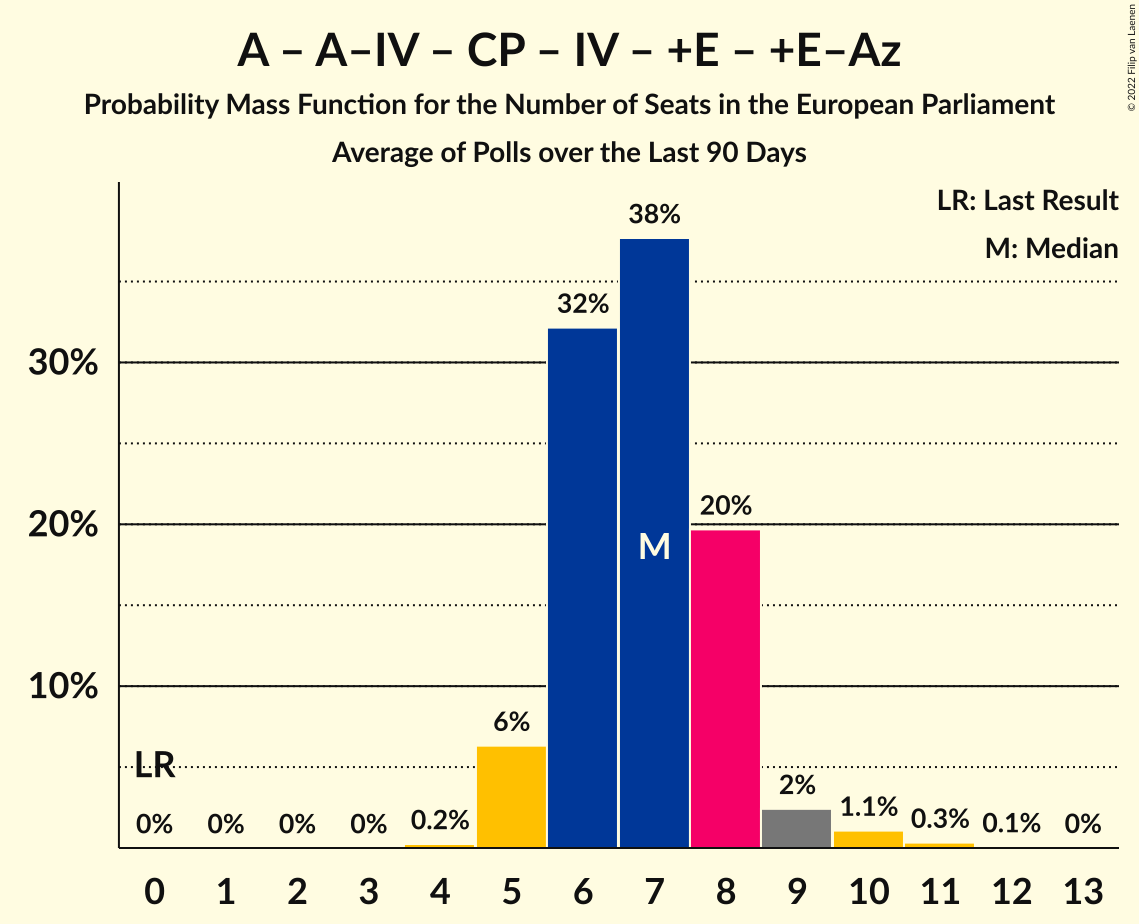 A – A–IV – CP – IV – +E – +E–Az
Probability Mass Function for the Number of Seats in the European Parliament
Average of Polls over the Last 90 Days
© 2022 Filip van Laenen
LR: Last Result
M: Median
38%
32%
30%
20%
20%
M
10%
6%
LR
2%
1.1%
0% 0% 0% 0% 0.2% 0.3% 0.1% 0%
0 1 2 3 4 5 6 7 8 9 10 11 12 13